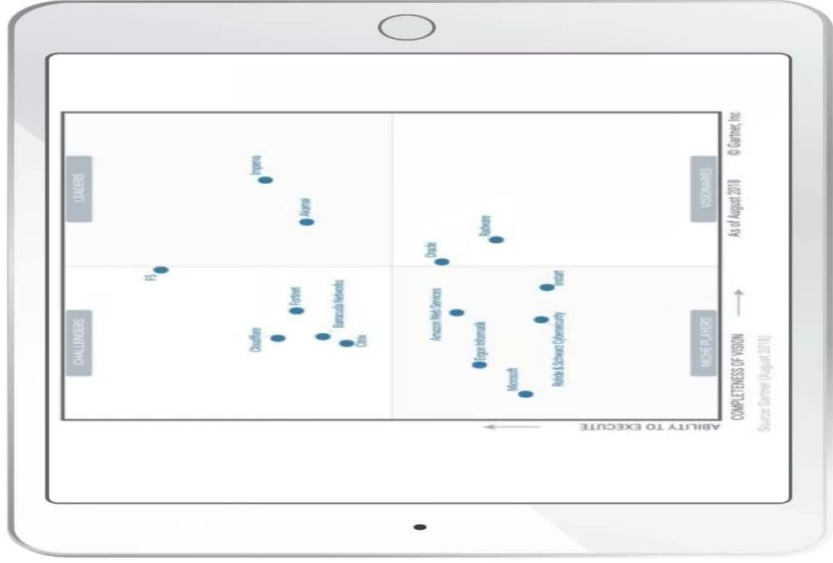 CHALLENGERS
LEADERS
F5
Cloudflare
Fortinet
Barracuda Networks
Citrix
Imperva
Akamai
Amazon Web Services
Oracle
Ergon Informatik
Radware
Microsoft
Instart
Rohde & Schwarz Cybersecurity
NICHE PLAYERS
VISIONARIES
ABILITY TO EXECUTE
COMPLETENESS OF VISION
As of August 2018
© Gartner, Inc
Source: Gartner (August 2018)